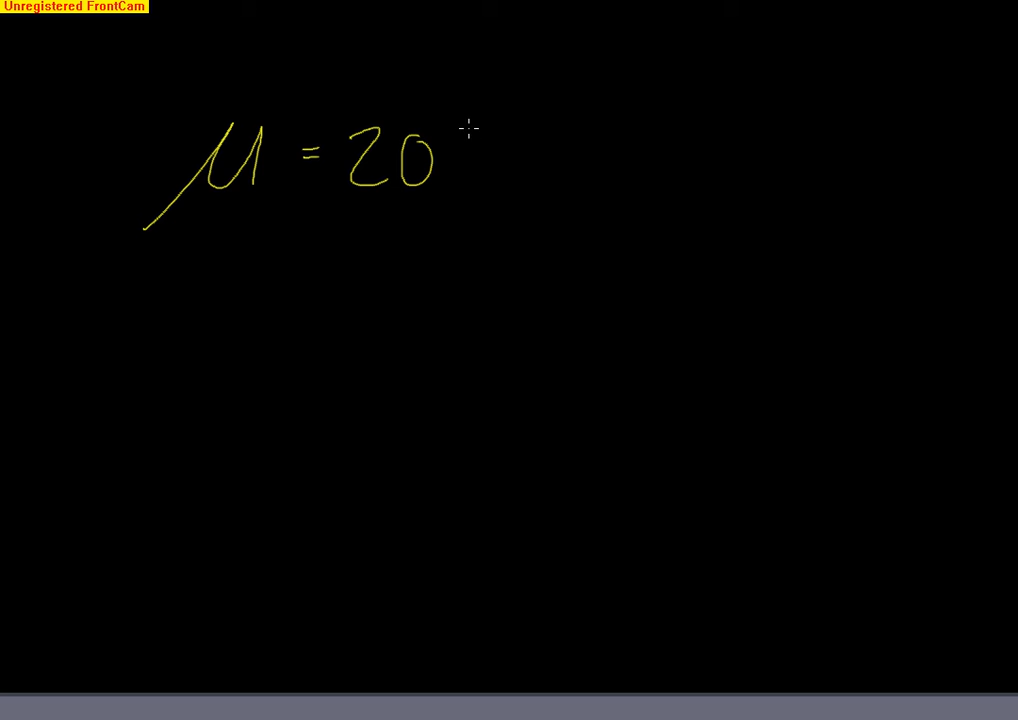 Unregistered FrontCam
μ = 20